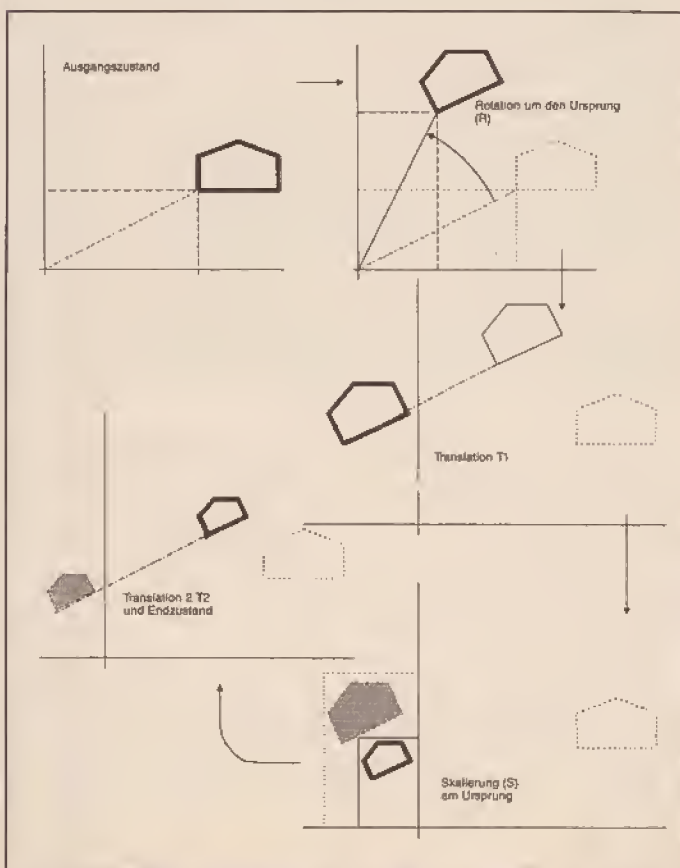 Ausgangszustand
Rotation um den Ursprung
(R)
Translation T1
Translation 2 T2
und Endzustand
Skalierung (S)
am Ursprung